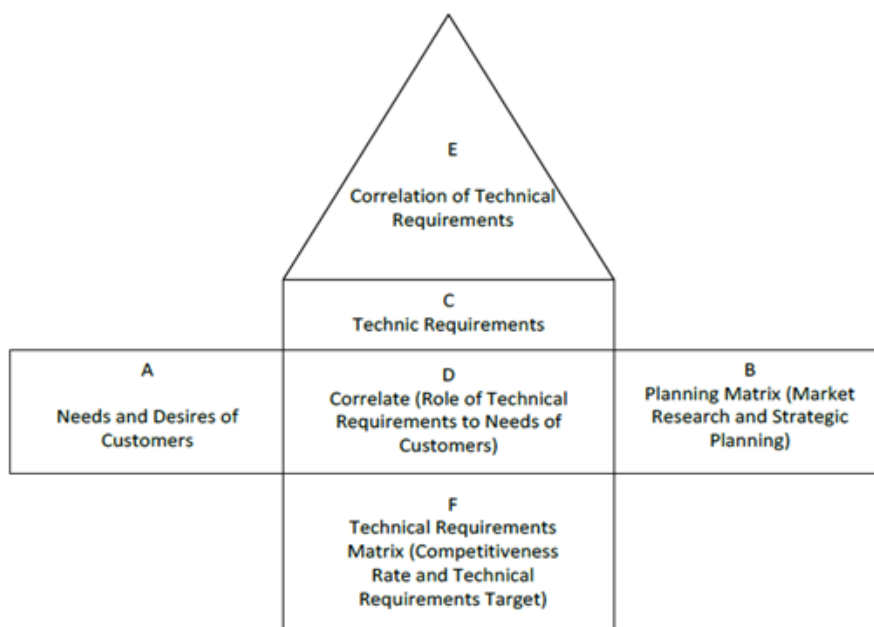 E
Correlation of Technical
Requirements
C
Technic Requirements
A
Needs and Desires of
Customers
D
Correlate (Role of Technical
Requirements to Needs of
Customers)
B
Planning Matrix (Market
Research and Strategic
Planning)
F
Technical Requirements
Matrix (Competitiveness
Rate and Technical
Requirements Target)